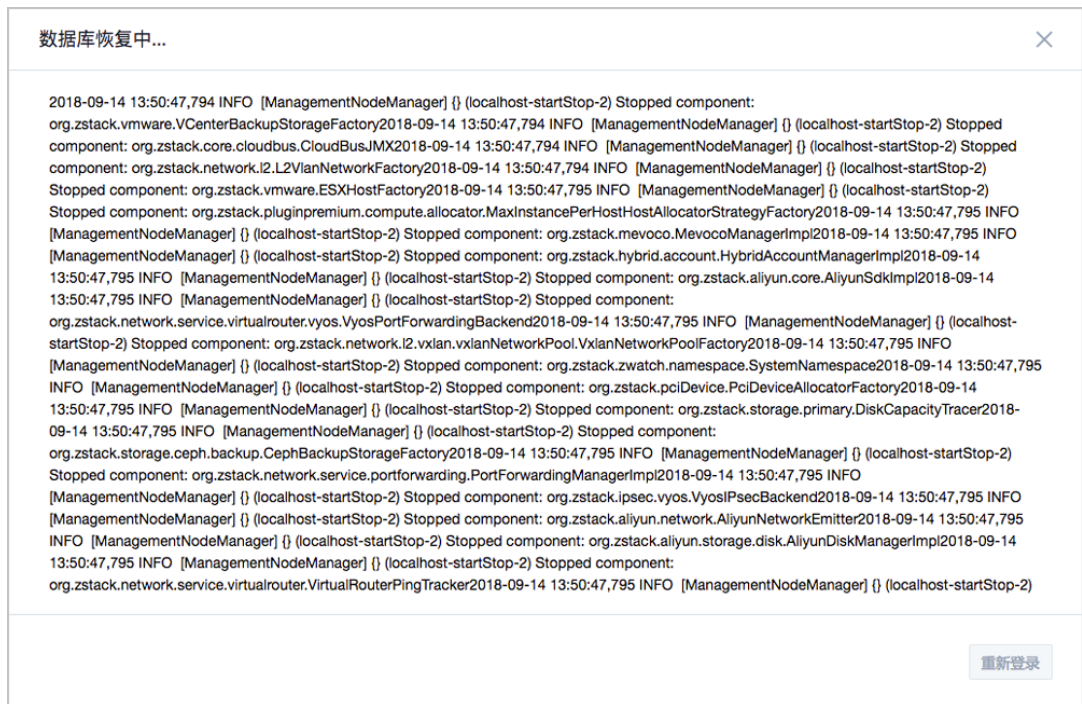 数据库恢复中...
2018-09-14 13:50:47,794 INFO  [ManagementNodeManager] {} (localhost-startStop-2) Stopped component:
org.zstack.vmware.VCenterBackupStorageFactory2018-09-14 13:50:47,794 INFO  [ManagementNodeManager] {} (localhost-startStop-2) Stopped
component: org.zstack.core.cloudbus.CloudBusJMX2018-09-14 13:50:47,794 INFO  [ManagementNodeManager] {} (localhost-startStop-2) Stopped
component: org.zstack.network.l2.L2VlanNetworkFactory2018-09-14 13:50:47,794 INFO  [ManagementNodeManager] {} (localhost-startStop-2)
Stopped component: org.zstack.vmware.ESXHostFactory2018-09-14 13:50:47,795 INFO  [ManagementNodeManager] {} (localhost-startStop-2)
Stopped component: org.zstack.pluginpremium.compute.allocator.MaxInstancePerHostHostAllocatorStrategyFactory2018-09-14 13:50:47,795 INFO
[ManagementNodeManager] {} (localhost-startStop-2) Stopped component: org.zstack.mevoco.MevocoManagerImpl2018-09-14 13:50:47,795 INFO
[ManagementNodeManager] {} (localhost-startStop-2) Stopped component: org.zstack.hybrid.account.HybridAccountManagerImpl2018-09-14
13:50:47,795 INFO  [ManagementNodeManager] {} (localhost-startStop-2) Stopped component: org.zstack.aliyun.core.AliyunSdkImpl2018-09-14
13:50:47,795 INFO  [ManagementNodeManager] {} (localhost-startStop-2) Stopped component:
org.zstack.network.service.virtualrouter.vyos.VyosPortForwardingBackend2018-09-14 13:50:47,795 INFO  [ManagementNodeManager] {} (localhost-
startStop-2) Stopped component: org.zstack.network.l2.vxlan.vxlanNetworkPool.VxlanNetworkPoolFactory2018-09-14 13:50:47,795 INFO
[ManagementNodeManager] {} (localhost-startStop-2) Stopped component: org.zstack.zwatch.namespace.SystemNamespace2018-09-14 13:50:47,795
INFO  [ManagementNodeManager] {} (localhost-startStop-2) Stopped component: org.zstack.pciDevice.PciDeviceAllocatorFactory2018-09-14
13:50:47,795 INFO  [ManagementNodeManager] {} (localhost-startStop-2) Stopped component: org.zstack.storage.primary.DiskCapacityTracer2018-
09-14 13:50:47,795 INFO  [ManagementNodeManager] {} (localhost-startStop-2) Stopped component:
org.zstack.storage.ceph.backup.CephBackupStorageFactory2018-09-14 13:50:47,795 INFO  [ManagementNodeManager] {} (localhost-startStop-2)
Stopped component: org.zstack.network.service.portforwarding.PortForwardingManagerImpl2018-09-14 13:50:47,795 INFO
[ManagementNodeManager] {} (localhost-startStop-2) Stopped component: org.zstack.ipsec.vyos.VyosIPsecBackend2018-09-14 13:50:47,795 INFO
[ManagementNodeManager] {} (localhost-startStop-2) Stopped component: org.zstack.aliyun.network.AliyunNetworkEmitter2018-09-14 13:50:47,795
INFO  [ManagementNodeManager] {} (localhost-startStop-2) Stopped component: org.zstack.aliyun.storage.disk.AliyunDiskManagerImpl2018-09-14
13:50:47,795 INFO  [ManagementNodeManager] {} (localhost-startStop-2) Stopped component:
org.zstack.network.service.virtualrouter.VirtualRouterPingTracker2018-09-14 13:50:47,795 INFO  [ManagementNodeManager] {} (localhost-startStop-2)
重新登录